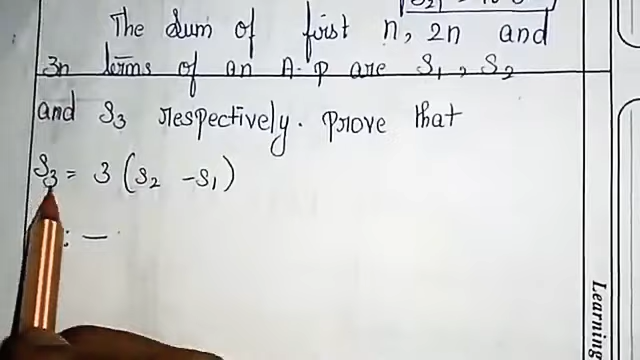 The sum of first n, 2n and
3n terms of an A.P are S1, S2
and S3 respectively. prove that
S3 = 3 (S2 - S1)
: —
Learning